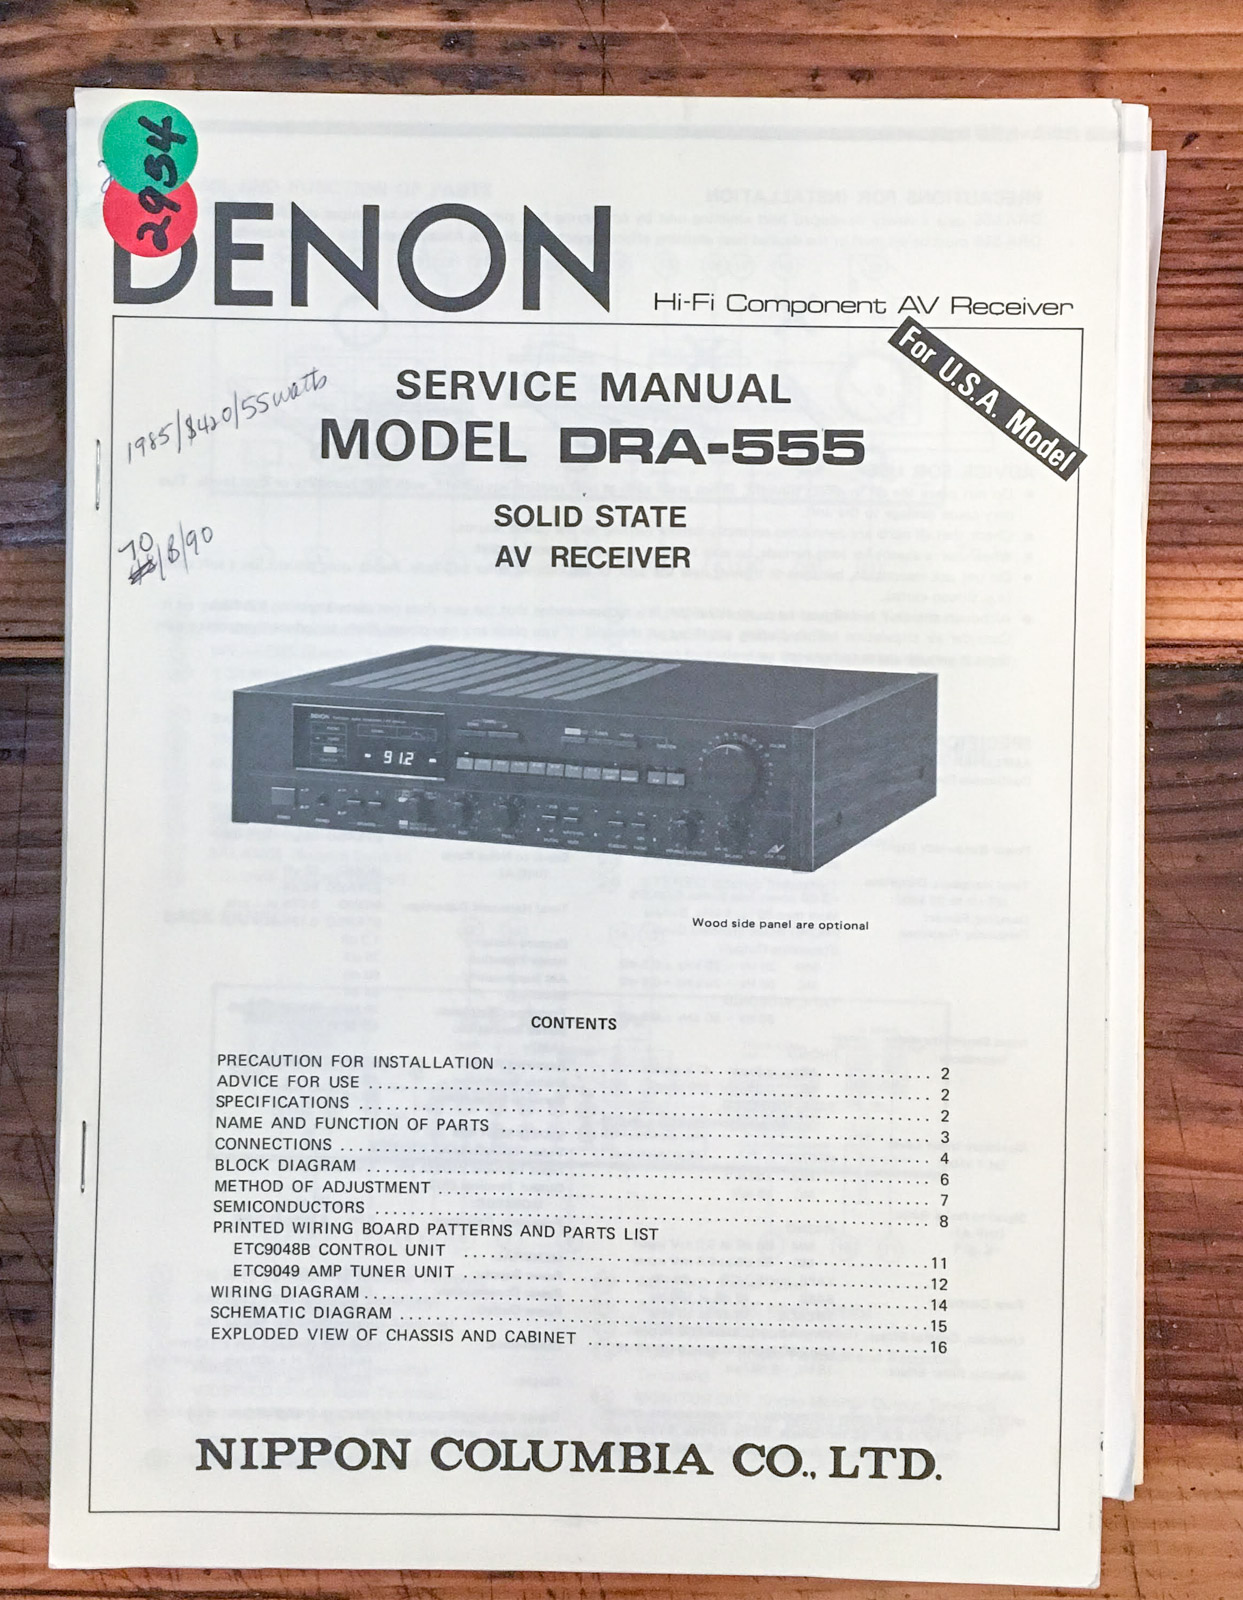 2954
DENON
Hi-Fi Component AV Receiver
For U.S.A. Model
SERVICE MANUAL
1985/$420/55watts
MODEL DRA-555
SOLID STATE
AV RECEIVER
70
/B/90
DENON
91.2
Wood side panel are optional
CONTENTS
PRECAUTION FOR INSTALLATION 2
ADVICE FOR USE 2
SPECIFICATIONS 2
NAME AND FUNCTION OF PARTS 3
CONNECTIONS 4
BLOCK DIAGRAM 6
METHOD OF ADJUSTMENT 7
SEMICONDUCTORS 8
PRINTED WIRING BOARD PATTERNS AND PARTS LIST
ETC9048B CONTROL UNIT 11
ETC9049 AMP TUNER UNIT 12
WIRING DIAGRAM 14
SCHEMATIC DIAGRAM 15
EXPLODED VIEW OF CHASSIS AND CABINET 16
NIPPON COLUMBIA CO., LTD.